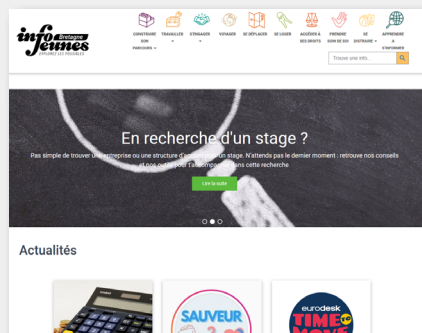 info
Bretagne
jeunes
EXPLOREZ LES POSSIBLES
CONSTRUIRE SON PARCOURS
TRAVAILLER
S'ENGAGER
VOYAGER
SE DÉPLACER
SE LOGER
ACCÉDER À SES DROITS
PRENDRE SOIN DE SOI
SE DISTRAIRE
APPRENDRE À S'INFORMER
Trouve une info...
En recherche d'un stage ?
Pas simple de trouver une entreprise ou une structure d'accueil pour un stage. N'attends pas le dernier moment : retrouve nos conseils
et nos outils pour t'accompagner dans cette recherche
Lire la suite
Actualités
SAUVEUR
eurodesk
TIME TO
MOVE